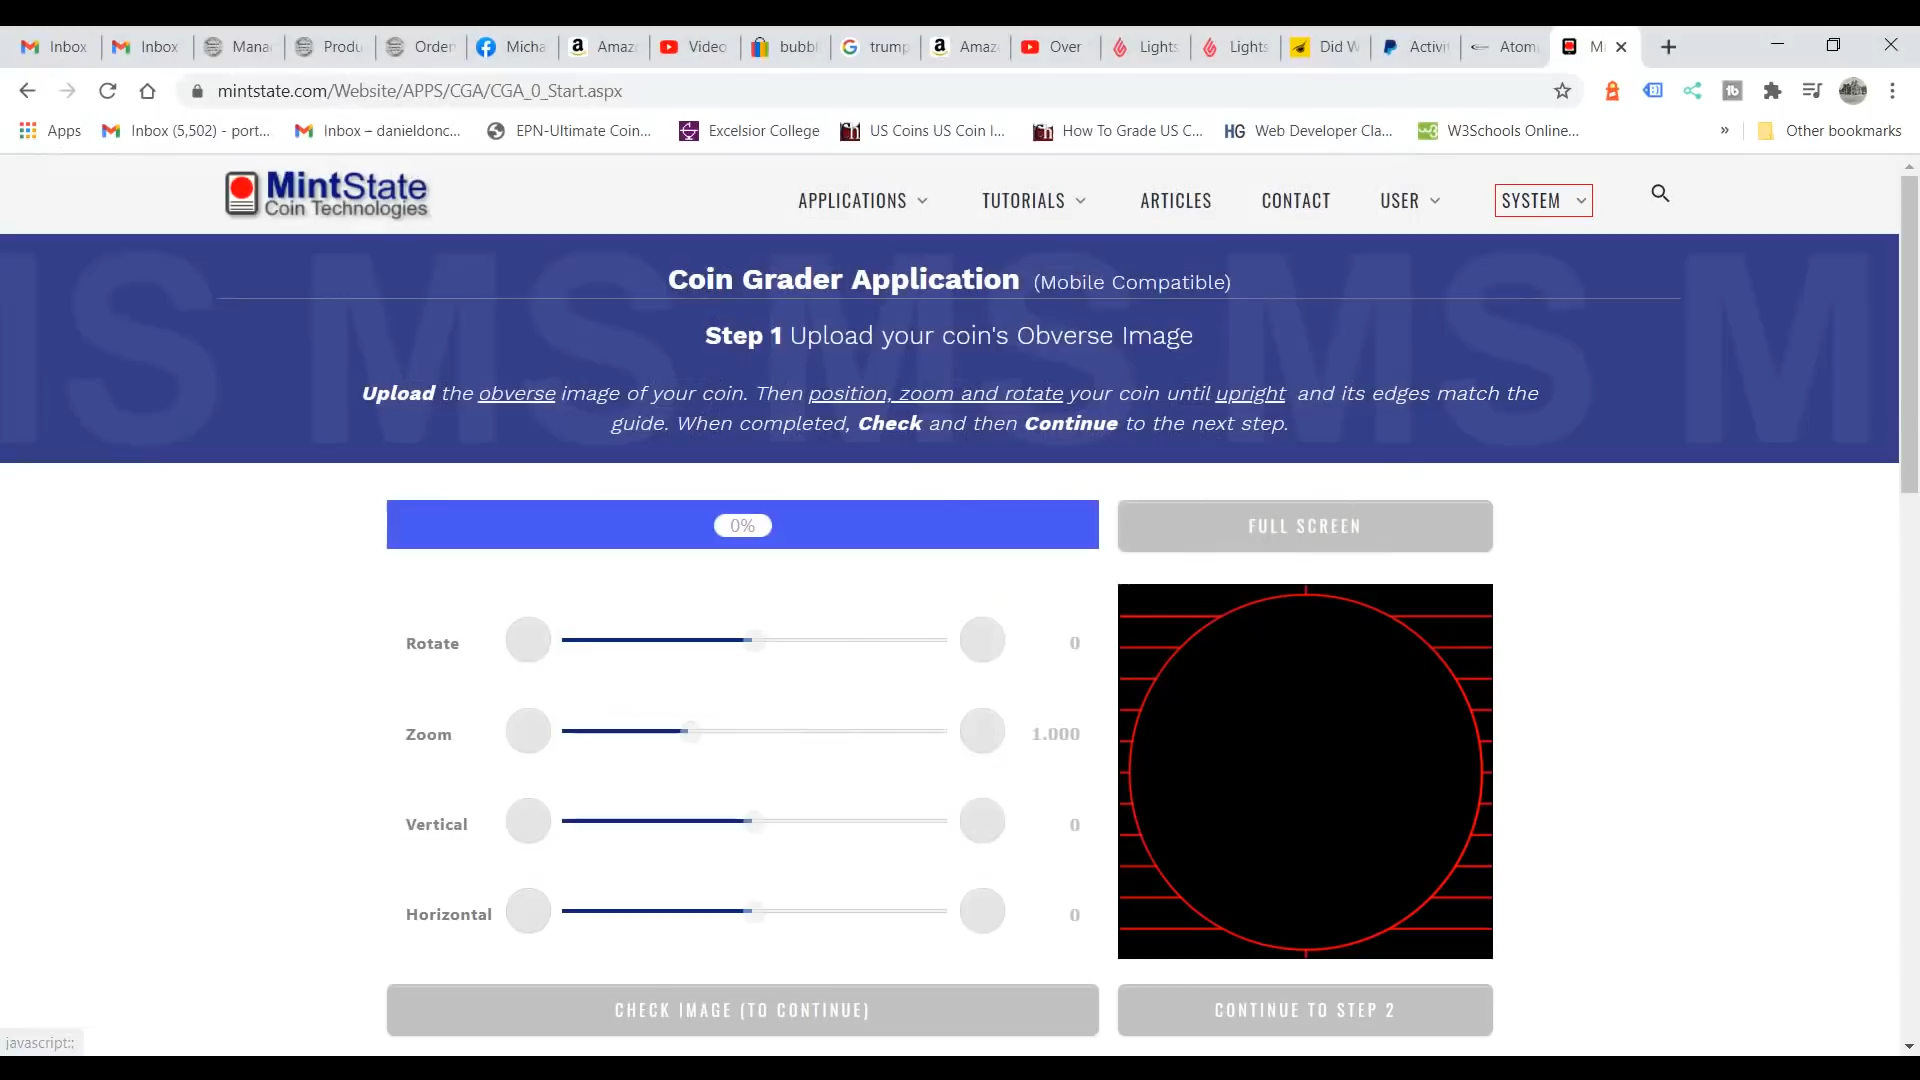 Inbox Inbox Mana Produ Order Micha Amaz Video bubbl trump Amaz Over Lights Lights Did W Activit Atom M
mintstate.com/Website/APPS/CGA/CGA_0_Start.aspx
Apps Inbox (5,502) - port... Inbox – danieldonc... EPN-Ultimate Coin... Excelsior College US Coins US Coin I... How To Grade US C... HG Web Developer Cla... W3Schools Online... » Other bookmarks
MintState
Coin Technologies
APPLICATIONS TUTORIALS ARTICLES CONTACT USER SYSTEM
Coin Grader Application (Mobile Compatible)
Step 1 Upload your coin's Obverse Image
Upload the obverse image of your coin. Then position, zoom and rotate your coin until upright and its edges match the
guide. When completed, Check and then Continue to the next step.
0% FULL SCREEN
Rotate 0
Zoom 1.000
Vertical 0
Horizontal 0
CHECK IMAGE (TO CONTINUE) CONTINUE TO STEP 2
javascript:;